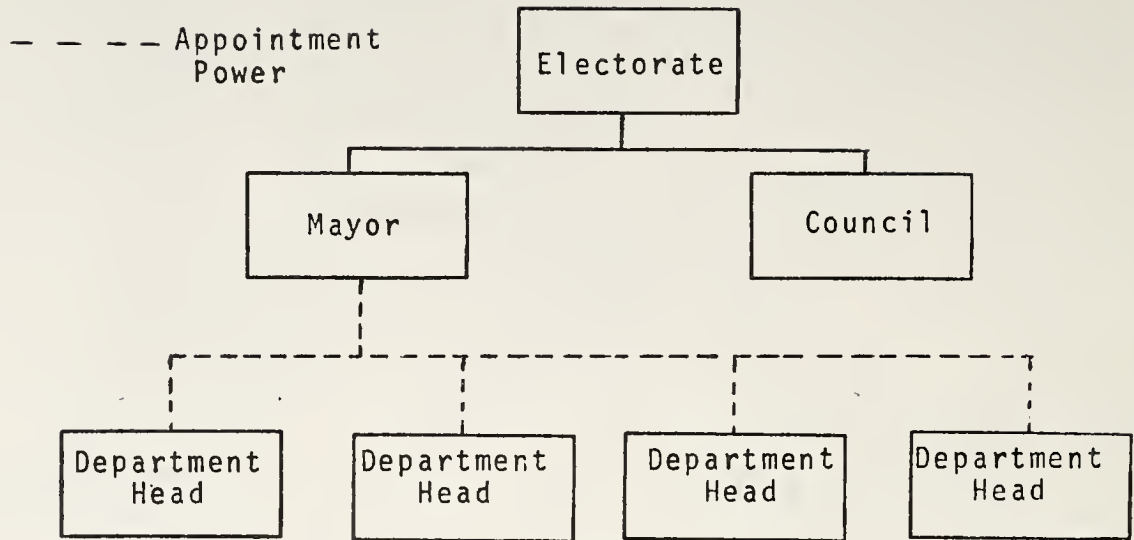 Appointment
Power
Electorate
Mayor
Council
Department
Head
Department
Head
Department
Head
Department
Head